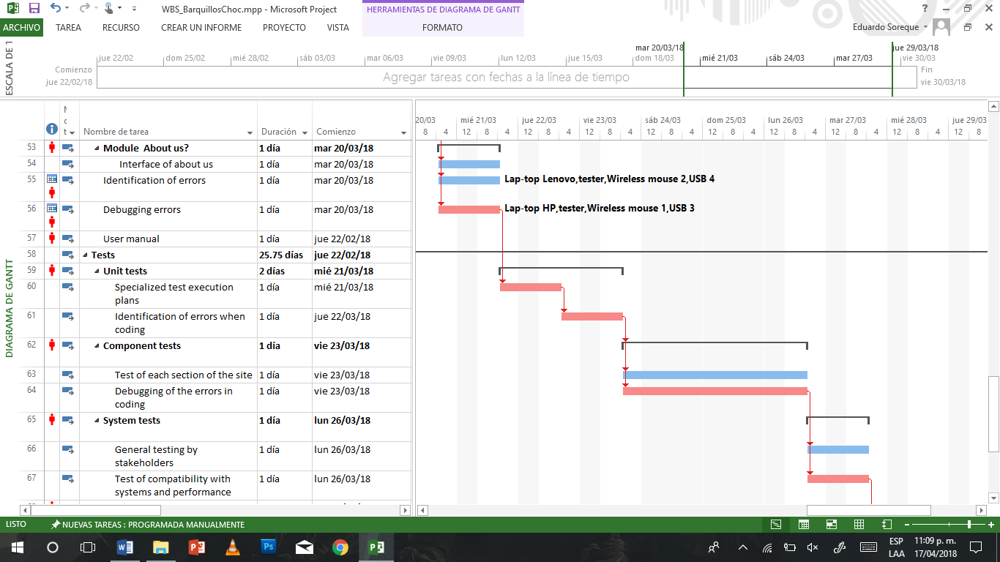 WBS_BarquillosChoc.mpp - Microsoft Project
HERRAMIENTAS DE DIAGRAMA DE GANTT
?
ARCHIVO TAREA RECURSO CREAR UN INFORME PROYECTO VISTA FORMATO
Eduardo Soreque
mar 20/03/18 jue 29/03/18
jue 22/02 dom 25/02 mié 28/02 sáb 03/03 mar 06/03 vie 09/03 lun 12/03 jue 15/03 dom 18/03 mié 21/03 sáb 24/03 mar 27/03 vie 30/03
Comienzo
jue 22/02/18
Agregar tareas con fechas a la línea de tiempo
Fin
vie 30/03/18
ESCALA DE T
DIAGRAMA DE GANTT
20/03 mié 21/03 jue 22/03 vie 23/03 sáb 24/03 dom 25/03 lun 26/03 mar 27/03 mié 28/03 jue 29/03
Nombre de tarea Duración Comienzo
8 4 12 8 4 12 8 4 12 8 4 12 8 4 12 8 4 12 8 4 12 8 4 12 8 4 12 8
53 Module About us? 1 día mar 20/03/18
54 Interface of about us 1 día mar 20/03/18
55 Identification of errors 1 día mar 20/03/18 Lap-top Lenovo,tester,Wireless mouse 2,USB 4
56 Debugging errors 1 día mar 20/03/18 Lap-top HP,tester,Wireless mouse 1,USB 3
57 User manual 1 día jue 22/02/18
58 Tests 25.75 días jue 22/02/18
59 Unit tests 2 días mié 21/03/18
60 Specialized test execution 1 día mié 21/03/18
plans
61 Identification of errors when 1 día jue 22/03/18
coding
62 Component tests 1 día vie 23/03/18
63 Test of each section of the site 1 día vie 23/03/18
64 Debugging of the errors in 1 día vie 23/03/18
coding
65 System tests 1 día lun 26/03/18
66 General testing by 1 día lun 26/03/18
stakeholders
67 Test of compatibility with 1 día lun 26/03/18
systems and performance
LISTO NUEVAS TAREAS : PROGRAMADA MANUALMENTE
ESP 11:09 p. m.
LAA 17/04/2018